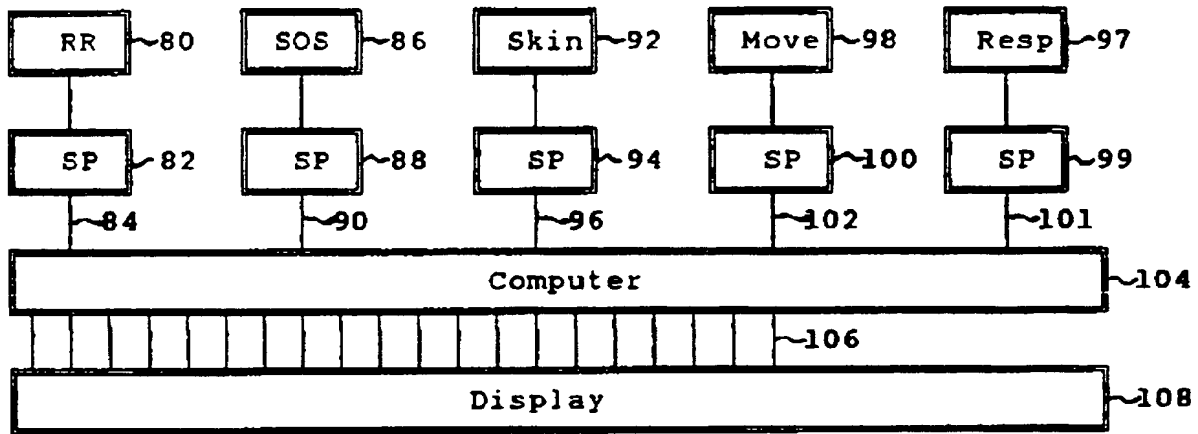 RR 80 SOS 86 Skin 92 Move 98 Resp 97
SP 82 SP 88 SP 94 SP 100 SP 99
84 90 96 102 101
Computer 104
106
Display 108